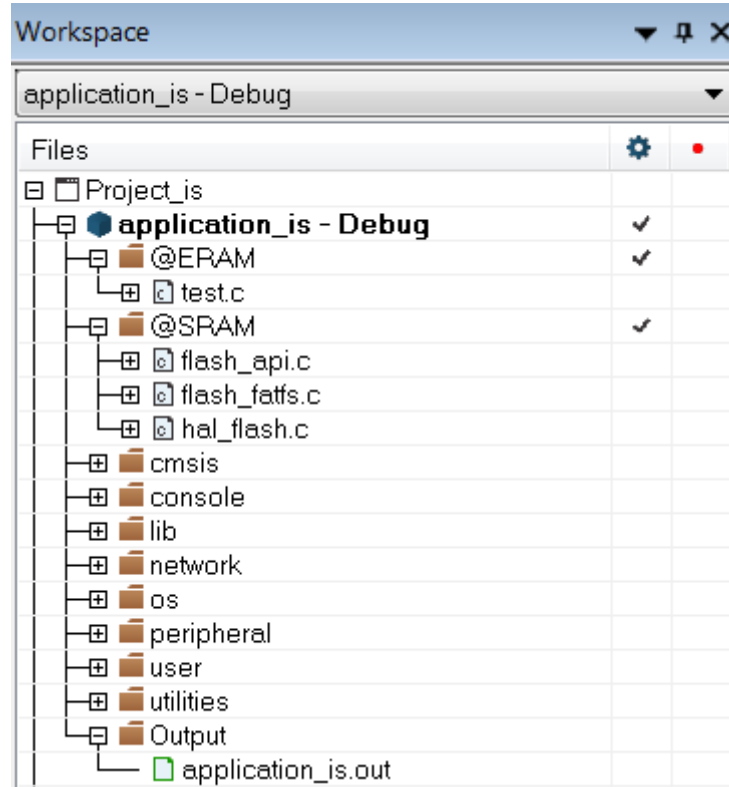 Workspace
application_is - Debug
Files
Project_is
application_is - Debug
@ERAM
test.c
@SRAM
flash_api.c
flash_fatfs.c
hal_flash.c
cmsis
console
lib
network
os
peripheral
user
utilities
Output
application_is.out